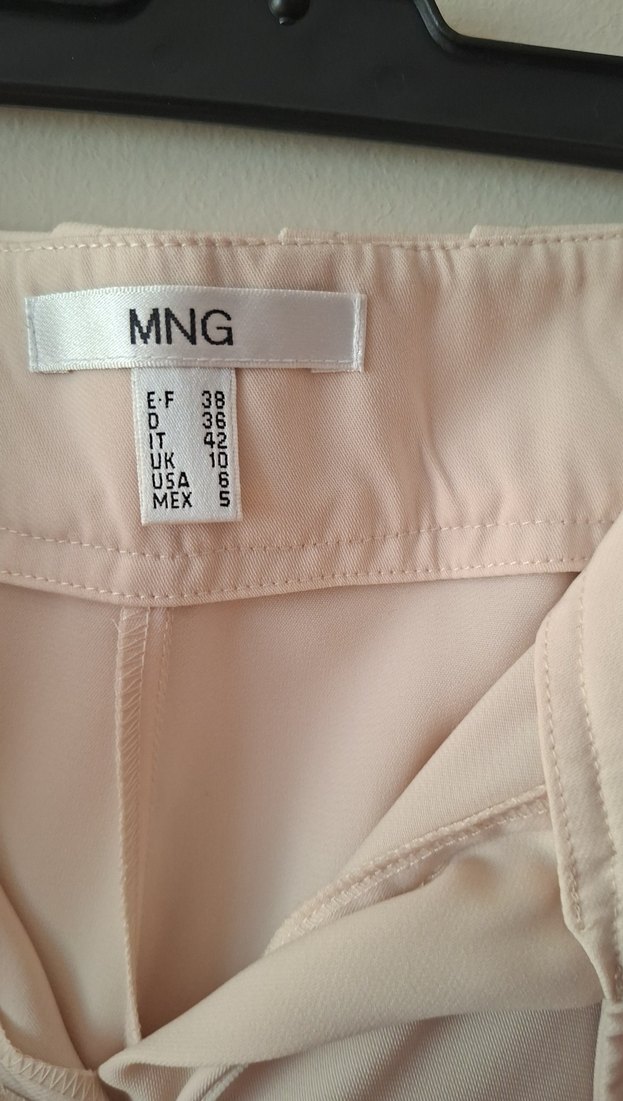 MNG
E·F 38
D 36
IT 42
UK 10
USA 6
MEX 5